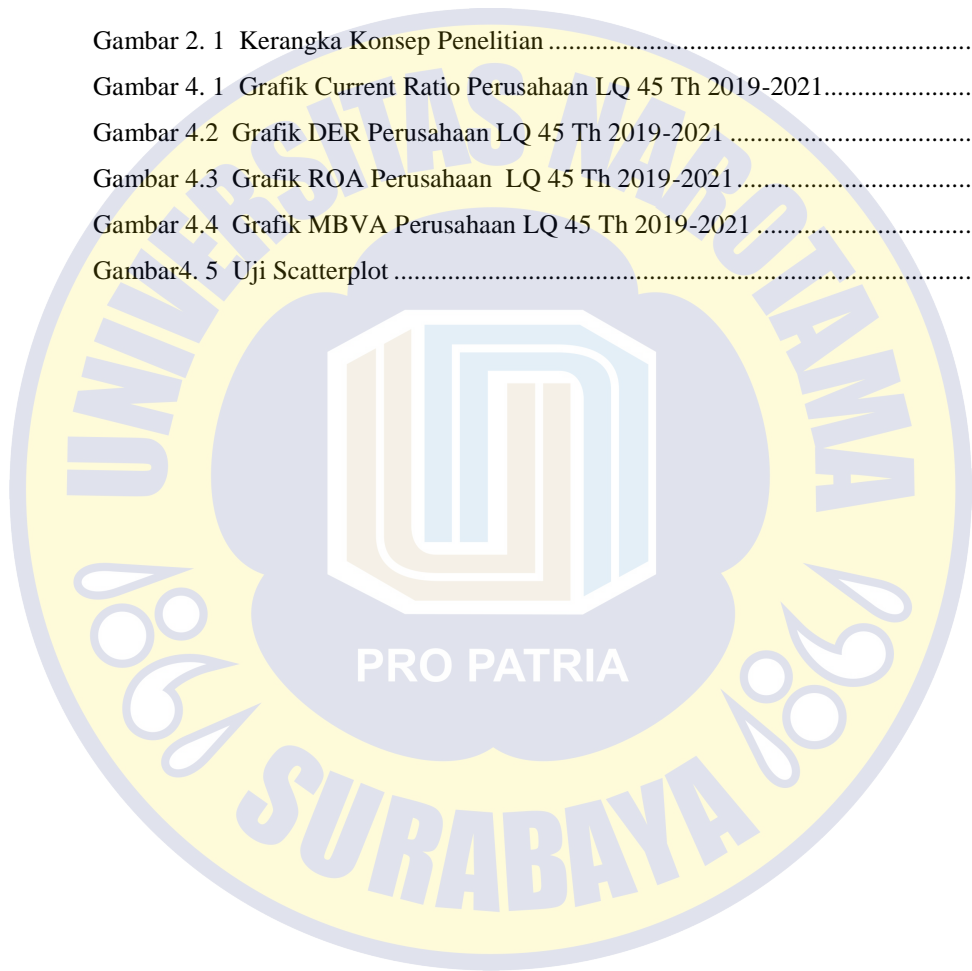 Gambar 2. 1  Kerangka Konsep Penelitian ................................................................
Gambar 4. 1  Grafik Current Ratio Perusahaan LQ 45 Th 2019-2021......................
Gambar 4.2  Grafik DER Perusahaan LQ 45 Th 2019-2021 ....................................
Gambar 4.3  Grafik ROA Perusahaan  LQ 45 Th 2019-2021...................................
Gambar 4.4  Grafik MBVA Perusahaan LQ 45 Th 2019-2021 ................................
Gambar4. 5  Uji Scatterplot ......................................................................................
UNIVERSITAS NAROTAMA
PRO PATRIA
SURABAYA